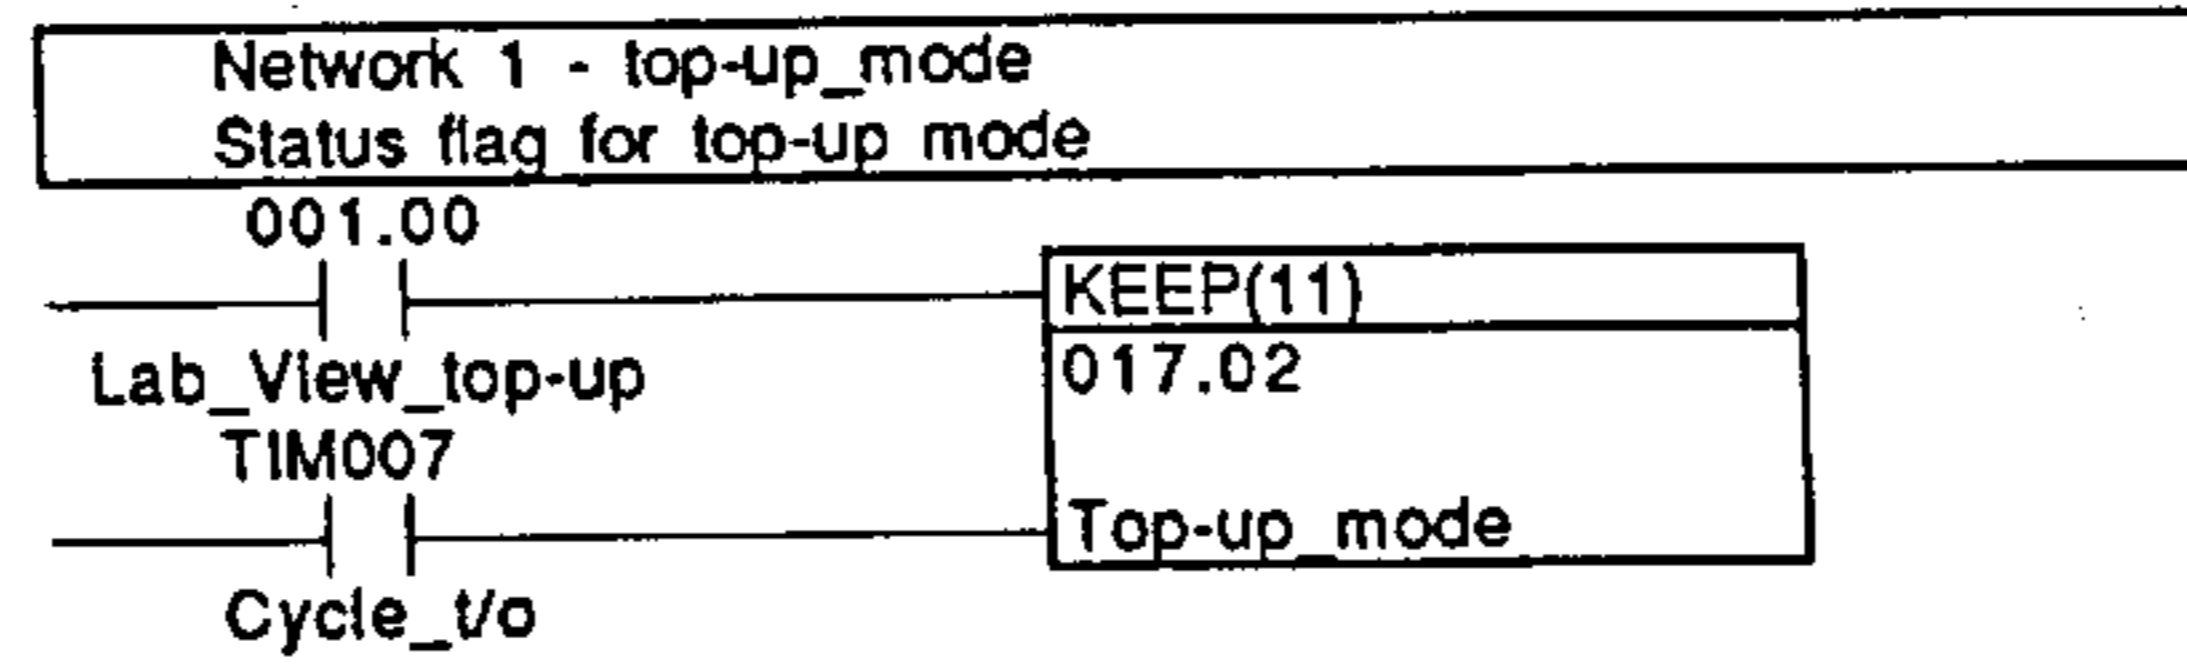 Network 1 - top-up_mode
Status flag for top-up mode
001.00
KEEP(11)
017.02
Lab_View_top-up
TIM007
Top-up_mode
Cycle_t/o